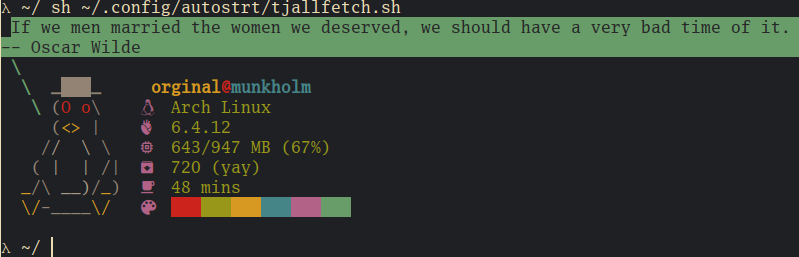 λ ~/ sh ~/.config/autostrt/tjallfetch.sh
If we men married the women we deserved, we should have a very bad time of it.
-- Oscar Wilde
orginal@munkholm
Arch Linux
6.4.12
643/947 MB (67%)
720 (yay)
48 mins
λ ~/